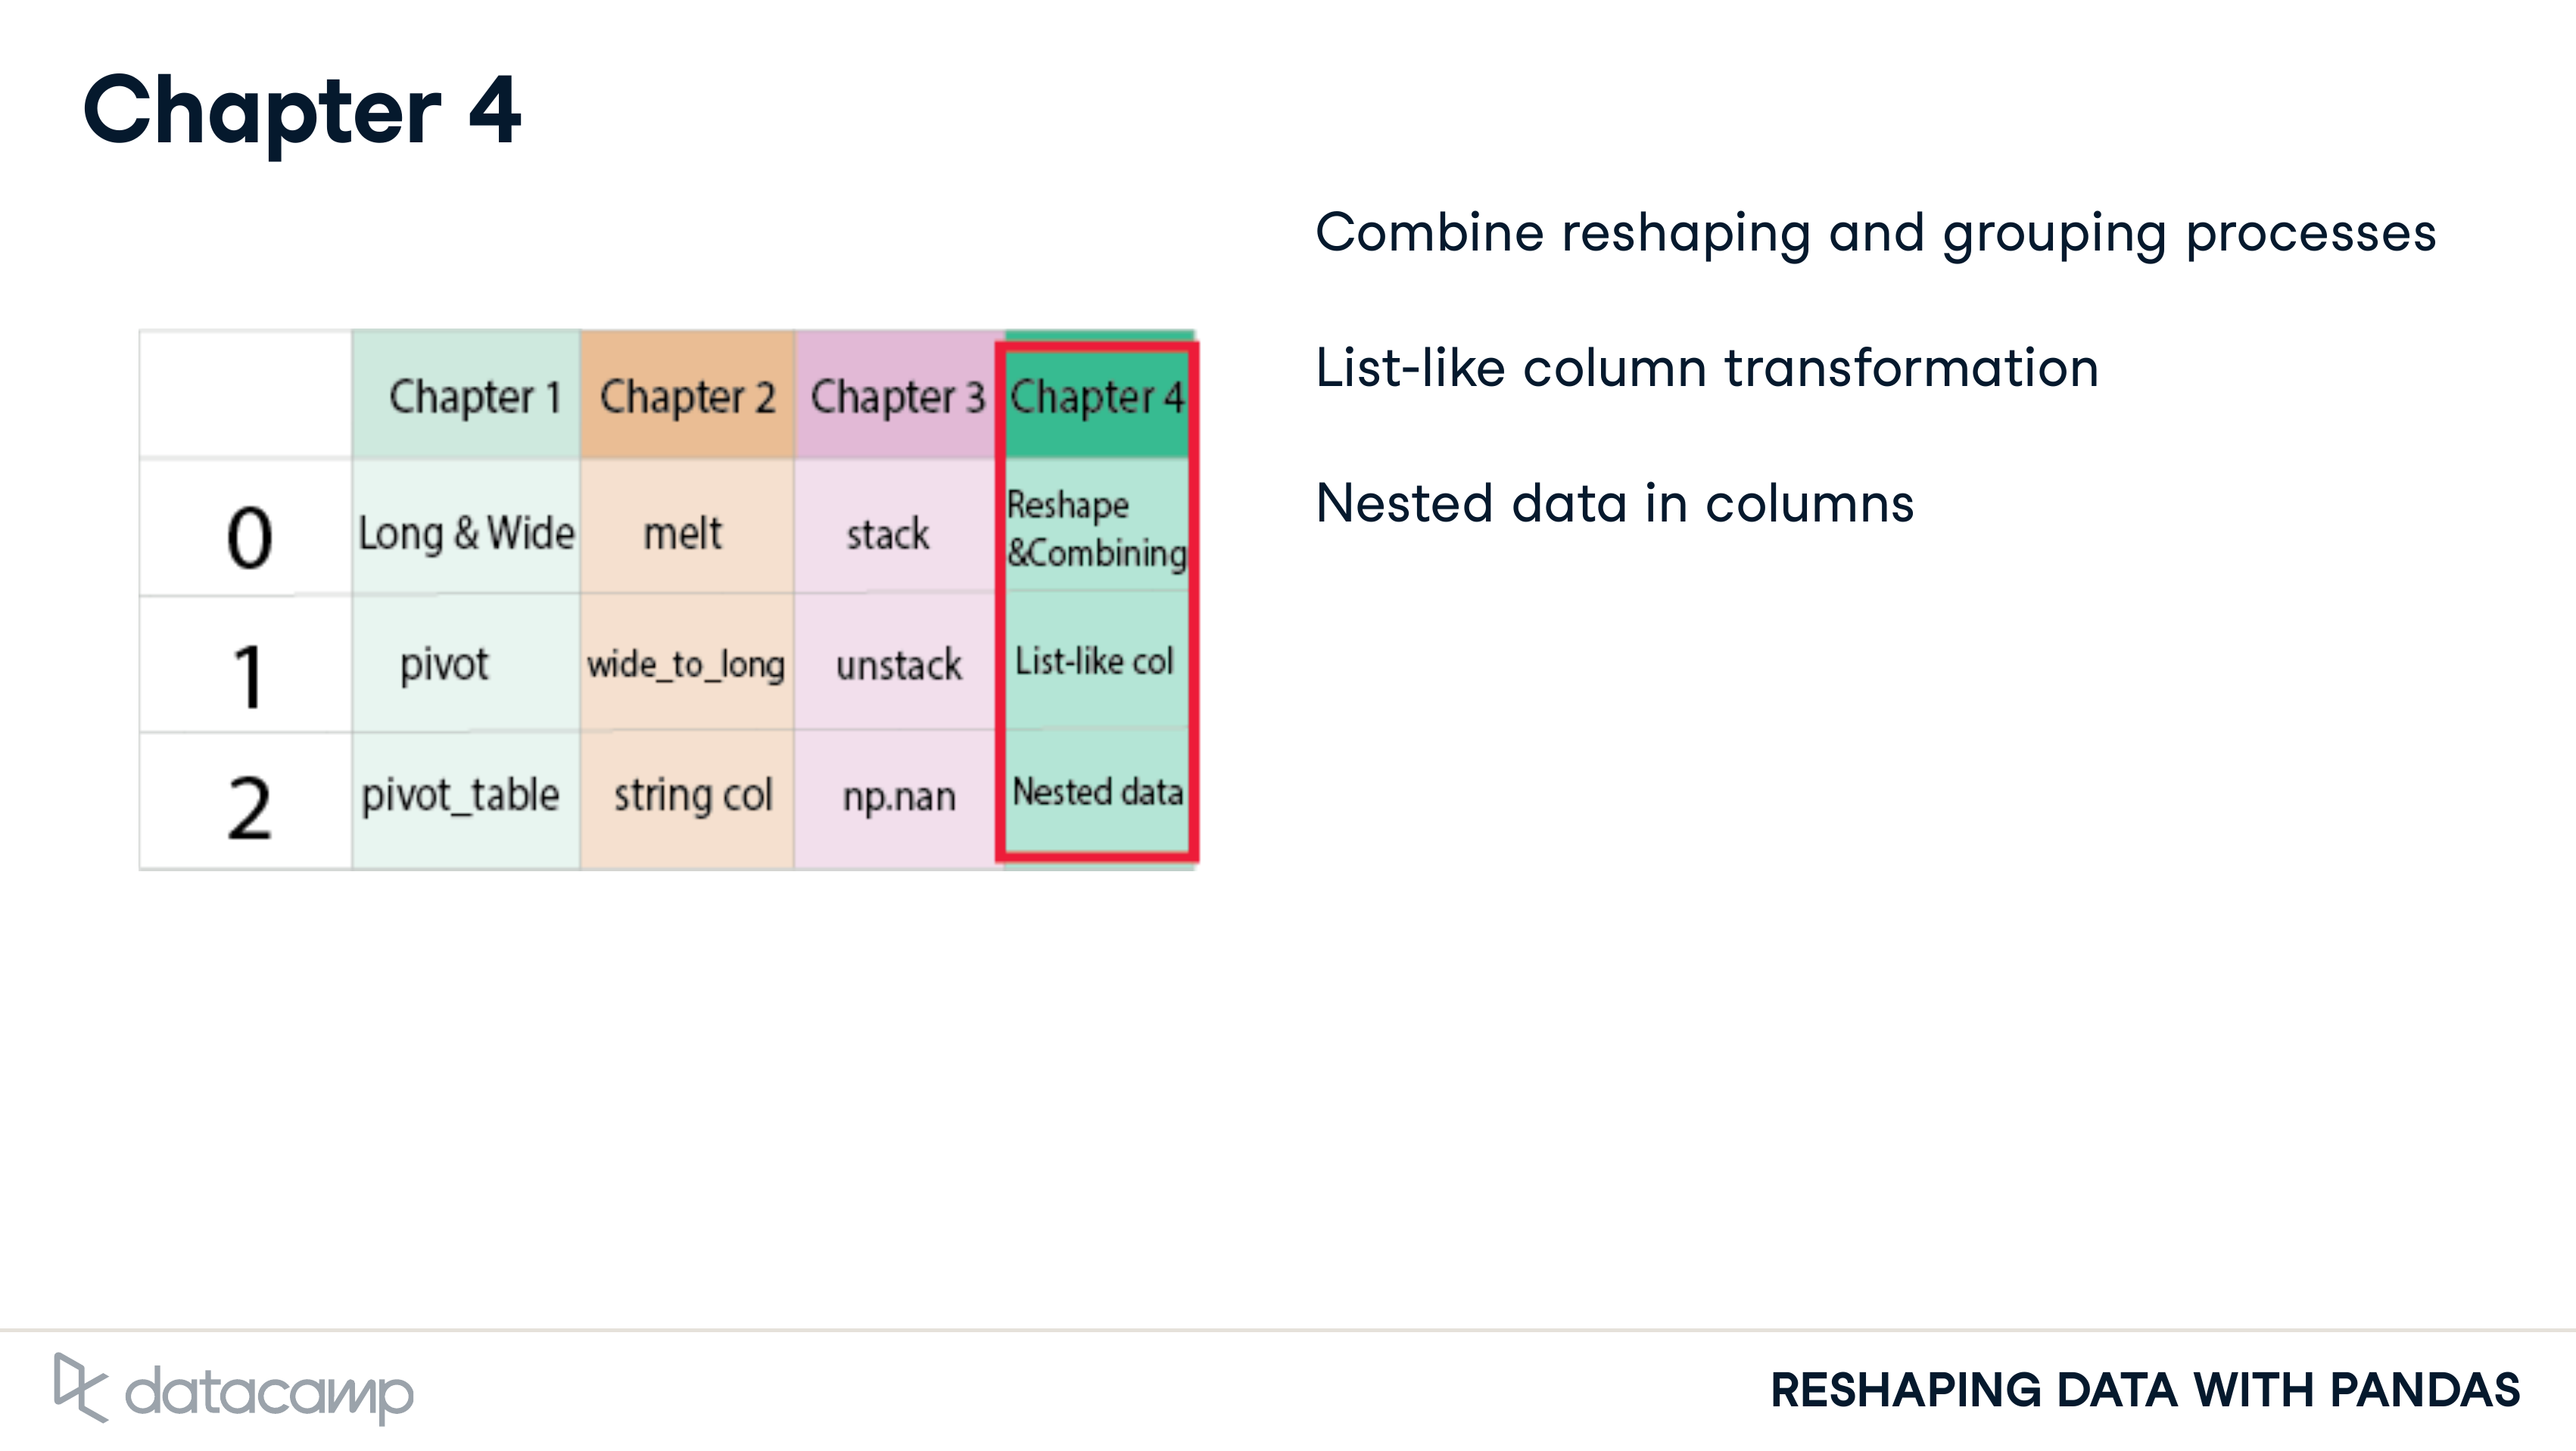 Chapter 4
Combine reshaping and grouping processes
List-like column transformation
Nested data in columns
Chapter 1 Chapter 2 Chapter 3 Chapter 4
0 Long & Wide melt stack Reshape
&Combining
1 pivot wide_to_long unstack List-like col
2 pivot_table string col np.nan Nested data
datacamp
RESHAPING DATA WITH PANDAS